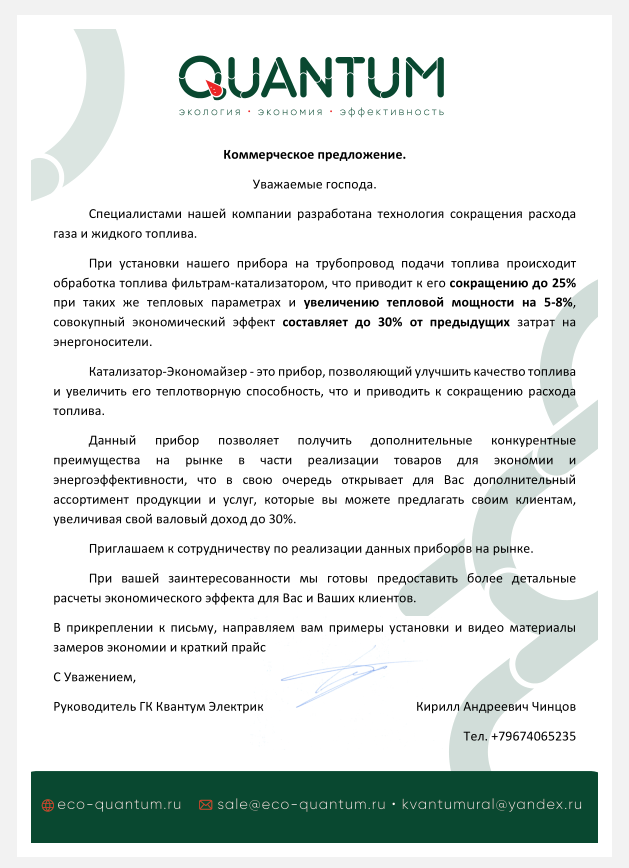 QUANTUM
экология • экономия • эффективность
Коммерческое предложение.
Уважаемые господа.
Специалистами нашей компании разработана технология сокращения расхода
газа и жидкого топлива.
При установки нашего прибора на трубопровод подачи топлива происходит
обработка топлива фильтрам-катализатором, что приводит к его сокращению до 25%
при таких же тепловых параметрах и увеличению тепловой мощности на 5-8%,
совокупный экономический эффект составляет до 30% от предыдущих затрат на
энергоносители.
Катализатор-Экономайзер - это прибор, позволяющий улучшить качество топлива
и увеличить его теплотворную способность, что и приводить к сокращению расхода
топлива.
Данный прибор позволяет получить дополнительные конкурентные
преимущества на рынке в части реализации товаров для экономии и
энергоэффективности, что в свою очередь открывает для Вас дополнительный
ассортимент продукции и услуг, которые вы можете предлагать своим клиентам,
увеличивая свой валовый доход до 30%.
Приглашаем к сотрудничеству по реализации данных приборов на рынке.
При вашей заинтересованности мы готовы предоставить более детальные
расчеты экономического эффекта для Вас и Ваших клиентов.
В прикреплении к письму, направляем вам примеры установки и видео материалы
замеров экономии и краткий прайс
С Уважением,
Руководитель ГК Квантум Электрик Кирилл Андреевич Чинцов
Тел. +79674065235
eco-quantum.ru sale@eco-quantum.ru • kvantumural@yandex.ru